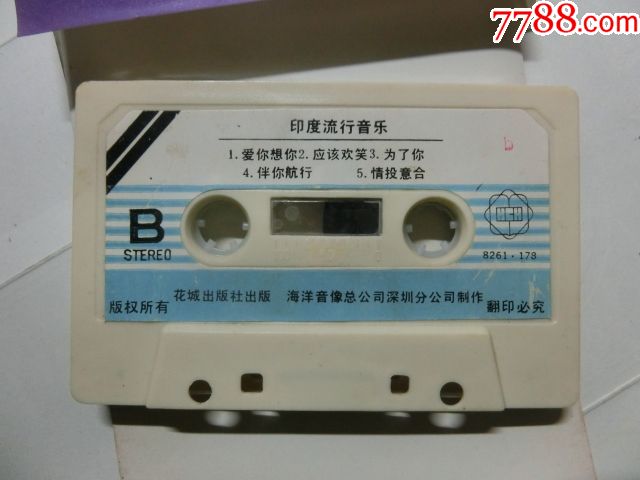 7788.com
印度流行音乐
b
1.爱你想你2.应该欢笑3.为了你
4.伴你航行 5.情投意合
B
STEREO
8261·178
版权所有 花城出版社出版 海洋音像总公司深圳分公司制作 翻印必究